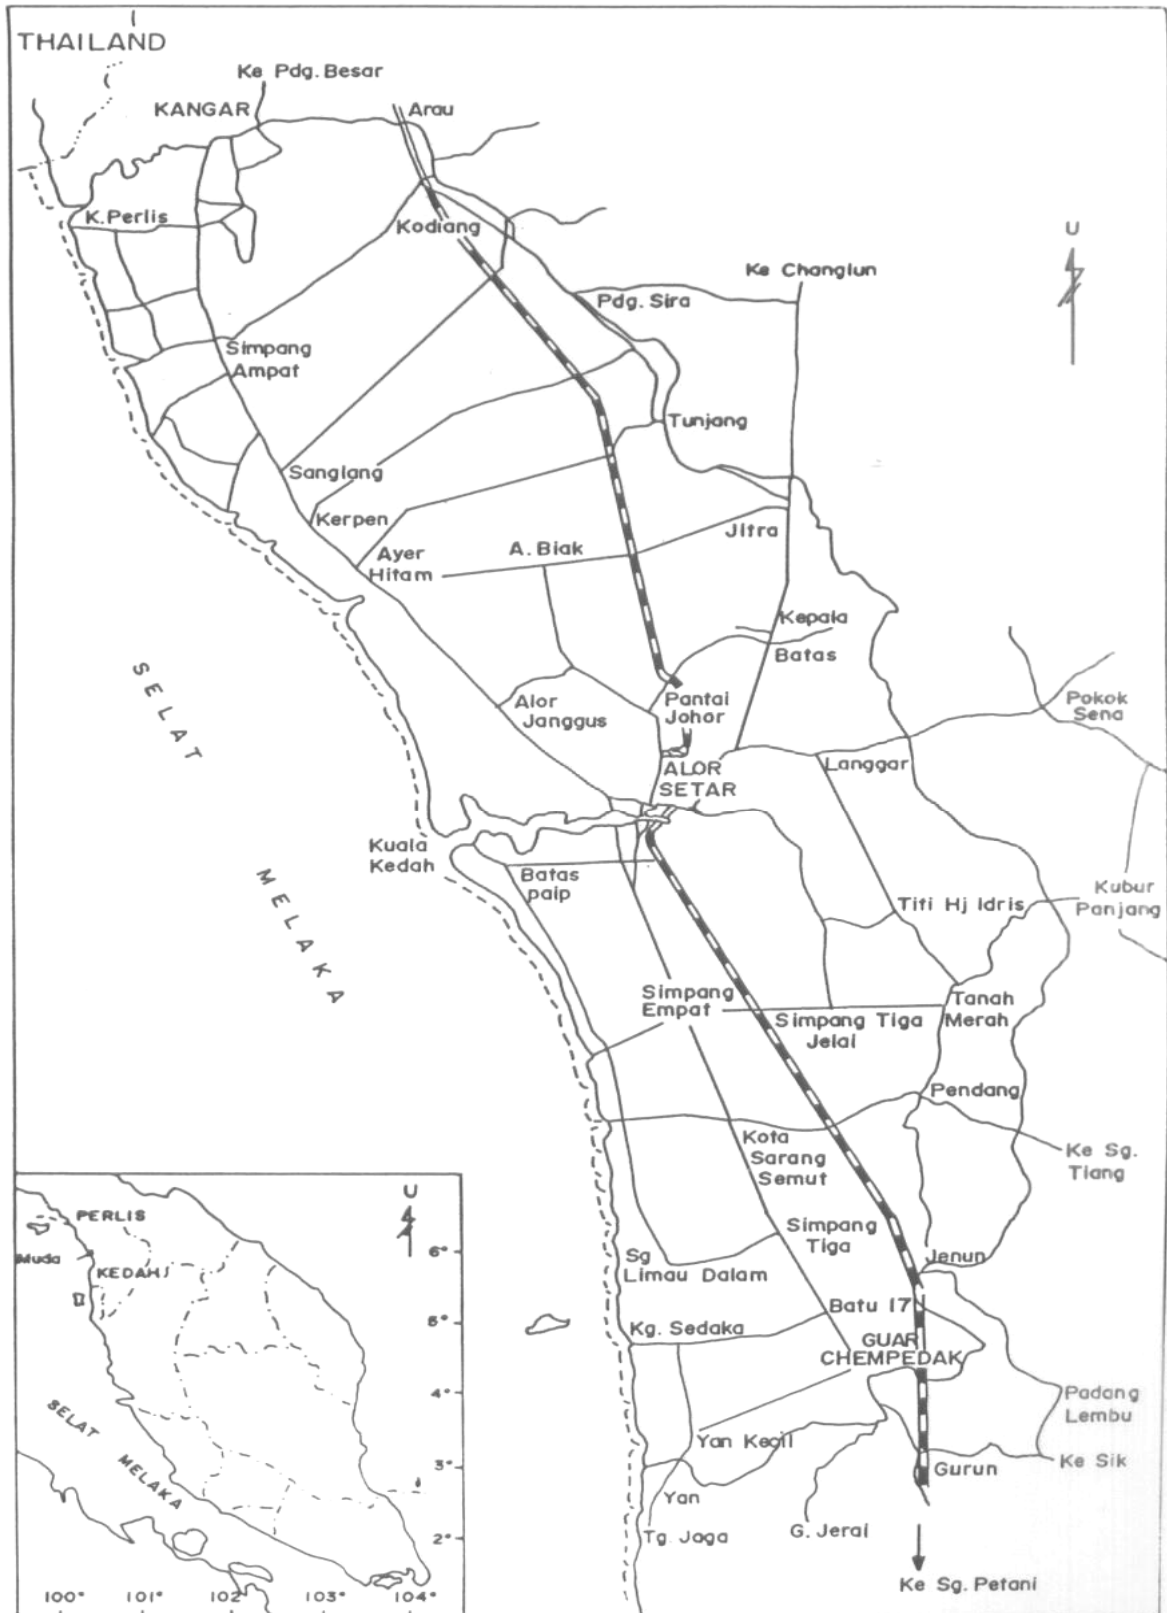 THAILAND
Ke Pdg. Besar
KANGAR
Arau
K. Perlis
Kodiang
U
Ke Changlun
Pdg. Sira
Simpang
Ampat
Tunjang
Sanglang
Kerpen
Jitra
A. Biak
Ayer
Hitam
Kepala
Batas
SELAT
MELAKA
Alor
Janggus
Pantai
Johor
Pokok
Sena
ALOR
SETAR
Langgar
Kuala
Kedah
Batas
paip
Titi Hj Idris
Kubur
Panjang
Simpang
Empat
Simpang Tiga
Jelai
Tanah
Merah
Pendang
Kota
Sarang
Semut
Ke Sg.
Tiang
Simpang
Tiga
Sg
Limau Dalam
Jenun
Batu 17
Kg. Sedaka
GUAR
CHEMPEDAK
Padang
Lembu
Yan Kecil
Gurun
Ke Sik
Yan
Tg. Jaga
G. Jerai
Ke Sg. Petani
U
PERLIS
Muda
KEDAH
6°
5°
4°
3°
2°
SELAT
MELAKA
100°
101°
102°
103°
104°